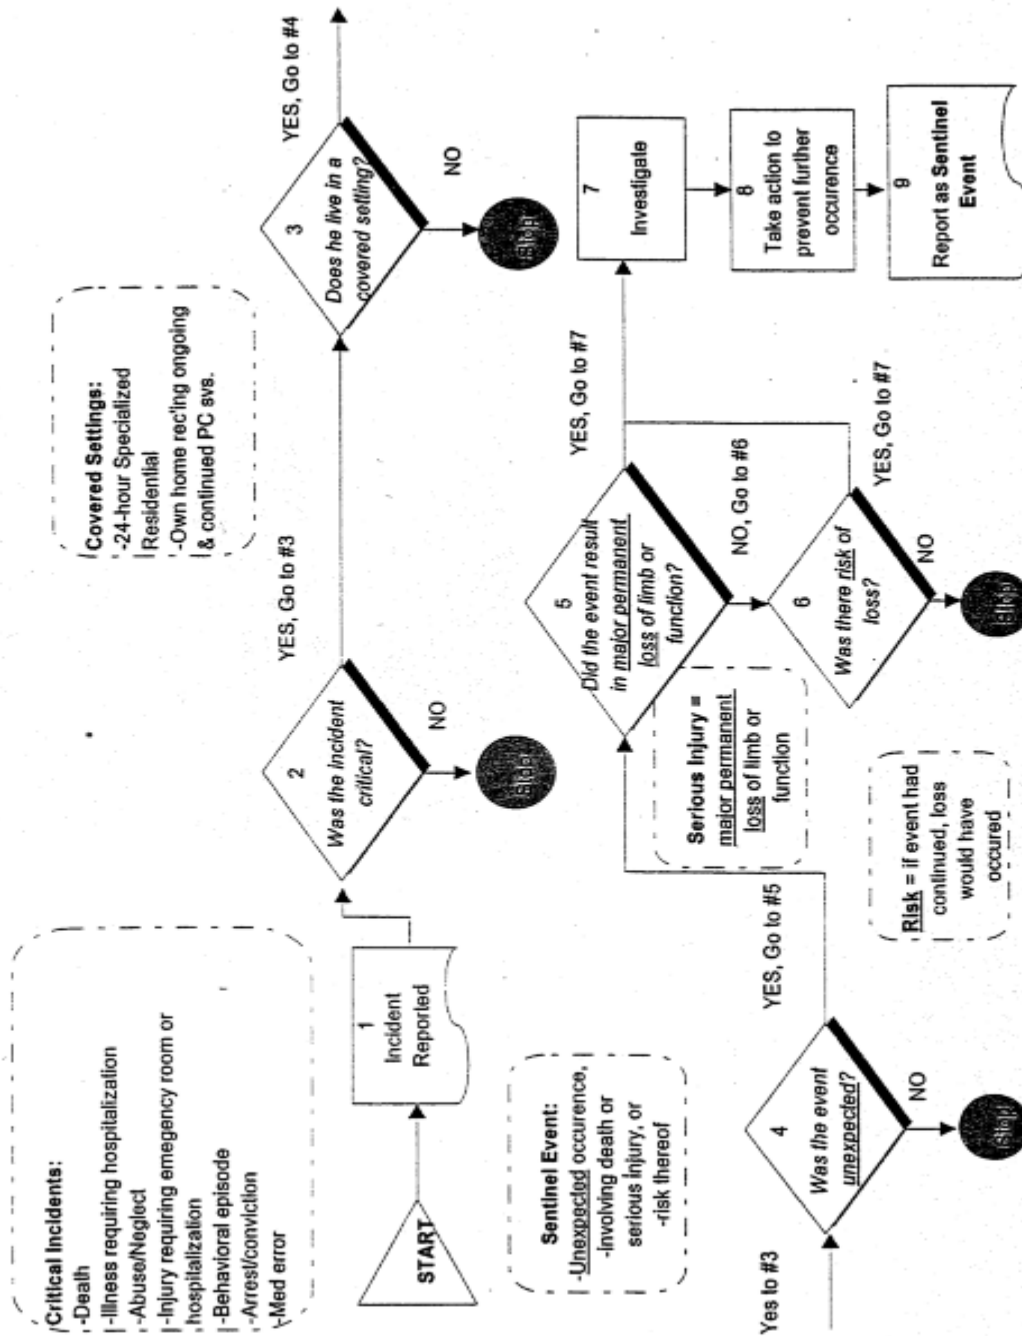 Critical Incidents:
-Death
-Illness requiring hospitalization
-Abuse/Neglect
-Injury requiring emegency room or
hospitalization
-Behavioral episode
-Arrest/conviction
-Med error
START
1
Incident
Reported
2
Was the incident
critical?
YES, Go to #3
NO
Stop
Covered Settings:
-24-hour Specialized
Residential
-Own home rec'ing ongoing
& continued PC svs.
3
Does he live in a
covered setting?
YES, Go to #4
NO
Stop
Sentinel Event:
-Unexpected occurence,
-Involving death or
serious injury, or
-risk thereof
Yes to #3
4
Was the event
unexpected?
YES, Go to #5
NO
Stop
Serious Injury =
major permanent
loss of limb or
function
5
Did the event result
in major permanent
loss of limb or
function?
YES, Go to #7
NO, Go to #6
Risk = if event had
continued, loss
would have
occured
6
Was there risk of
loss?
YES, Go to #7
NO
Stop
7
Investigate
8
Take action to
prevent further
occurence
9
Report as Sentinel
Event